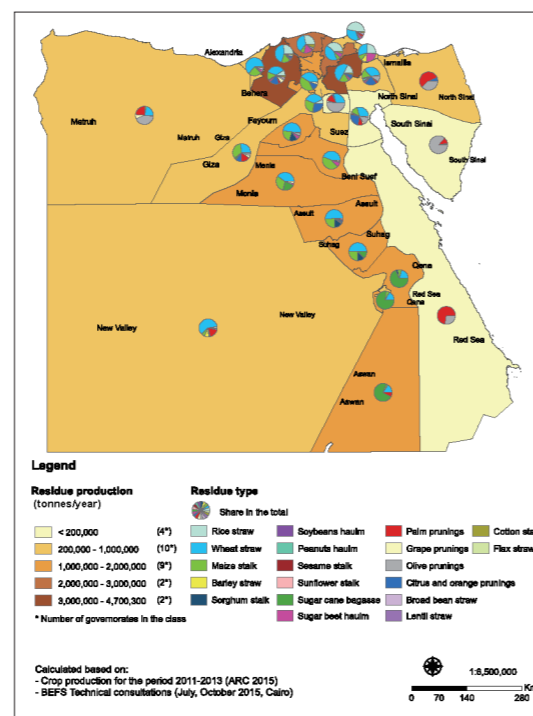 Alexandria
Behera
Ismailia
North Sinai
North Sinai
Matruh
Matruh
Giza
Giza
Fayoum
Suez
South Sinai
South Sinai
Menia
Menia
Beni Suef
Assuit
Assuit
Suhag
Suhag
Qena
Red Sea
Qena
Red Sea
New Valley
New Valley
Aswan
Aswan
Legend
Residue production
(tonnes/year)
< 200,000 (4*)
200,000 - 1,000,000 (10*)
1,000,000 - 2,000,000 (9*)
2,000,000 - 3,000,000 (2*)
3,000,000 - 4,700,300 (2*)
* Number of governorates in the class
Residue type
Share in the total
Rice straw
Wheat straw
Maize stalk
Barley straw
Sorghum stalk
Soybeans haulm
Peanuts haulm
Sesame stalk
Sunflower stalk
Sugar cane bagasse
Sugar beet haulm
Palm prunings
Grape prunings
Olive prunings
Citrus and orange prunings
Broad bean straw
Lentil straw
Cotton sta
Flax straw
Calculated based on:
- Crop production for the period 2011-2013 (ARC 2015)
- BEFS Technical consultations (July, October 2015, Cairo)
1:6,500,000
0 70 140 280